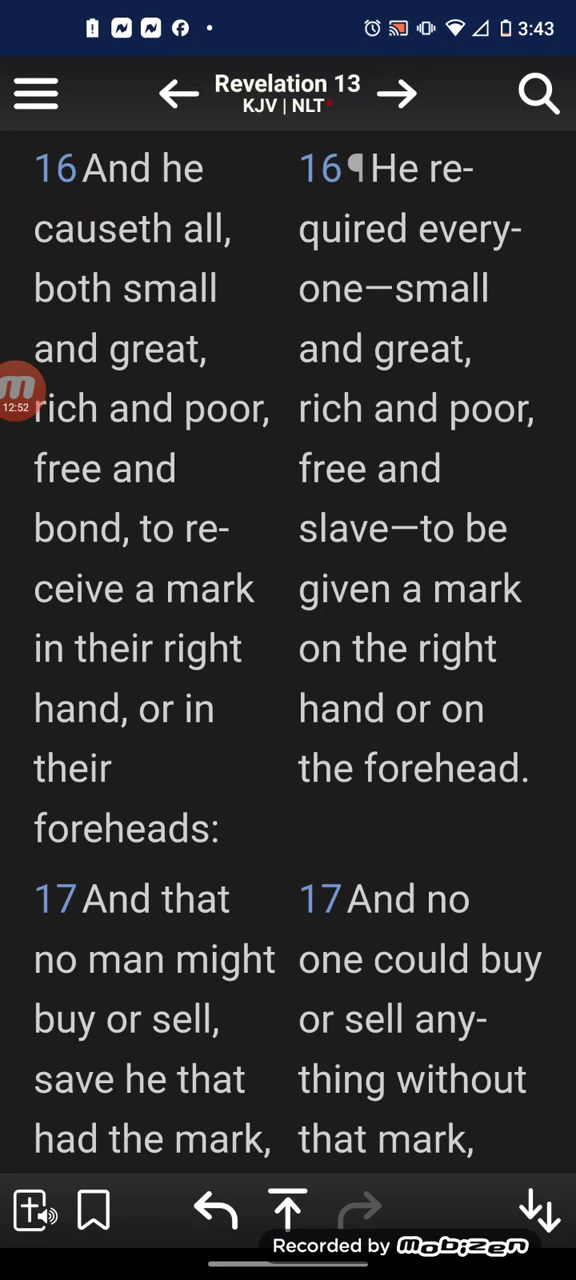 3:43
Revelation 13
KJV | NLT*
16 And he
causeth all,
both small
and great,
rich and poor,
free and
bond, to re-
ceive a mark
in their right
hand, or in
their
foreheads:
17 And that
no man might
buy or sell,
save he that
had the mark,
16 ¶He re-
quired every-
one—small
and great,
rich and poor,
free and
slave—to be
given a mark
on the right
hand or on
the forehead.
17 And no
one could buy
or sell any-
thing without
that mark,
m
12:52
Recorded by mobizen